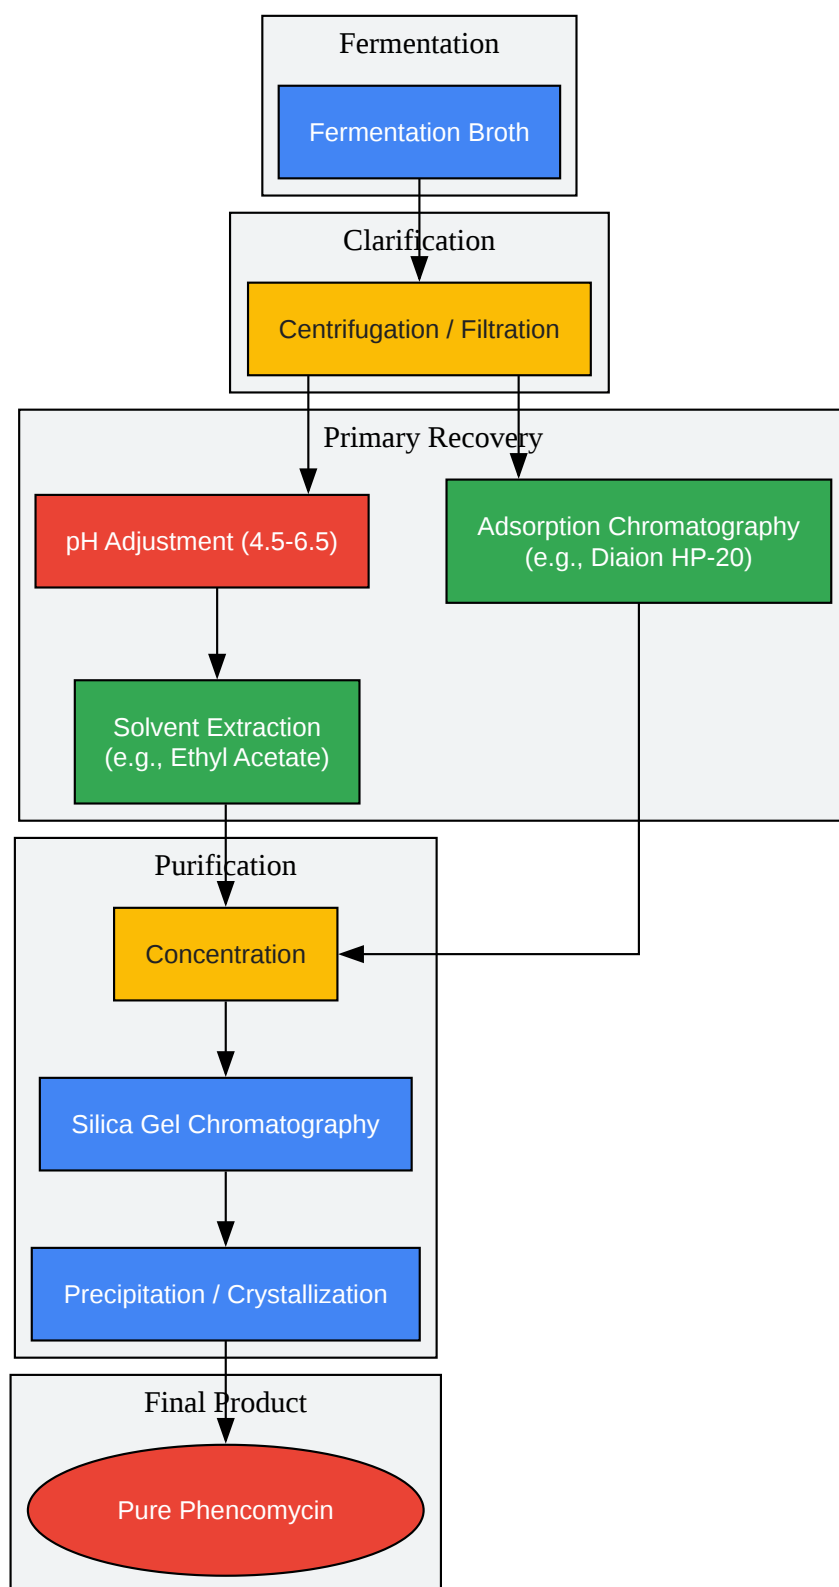 Fermentation
Fermentation Broth
Clarification
Centrifugation / Filtration
Primary Recovery
pH Adjustment (4.5-6.5)
Adsorption Chromatography
(e.g., Diaion HP-20)
Solvent Extraction
(e.g., Ethyl Acetate)
Purification
Concentration
Silica Gel Chromatography
Precipitation / Crystallization
Final Product
Pure Phencomycin